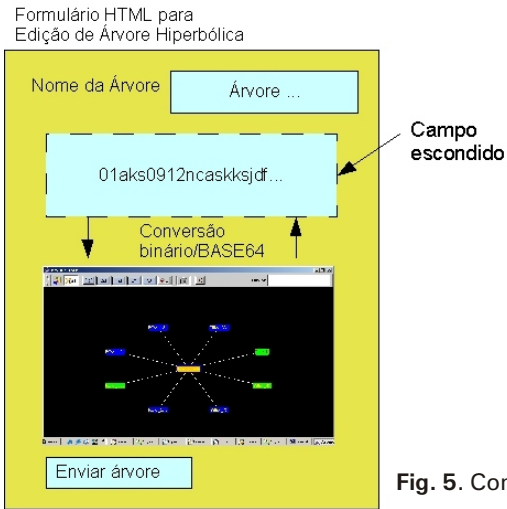 Formulário HTML para
Edição de Árvore Hiperbólica
Nome da Árvore
Árvore ...
Campo
escondido
01aks0912ncaskksjdf...
Conversão
binário/BASE64
Enviar árvore
Fig. 5. Con